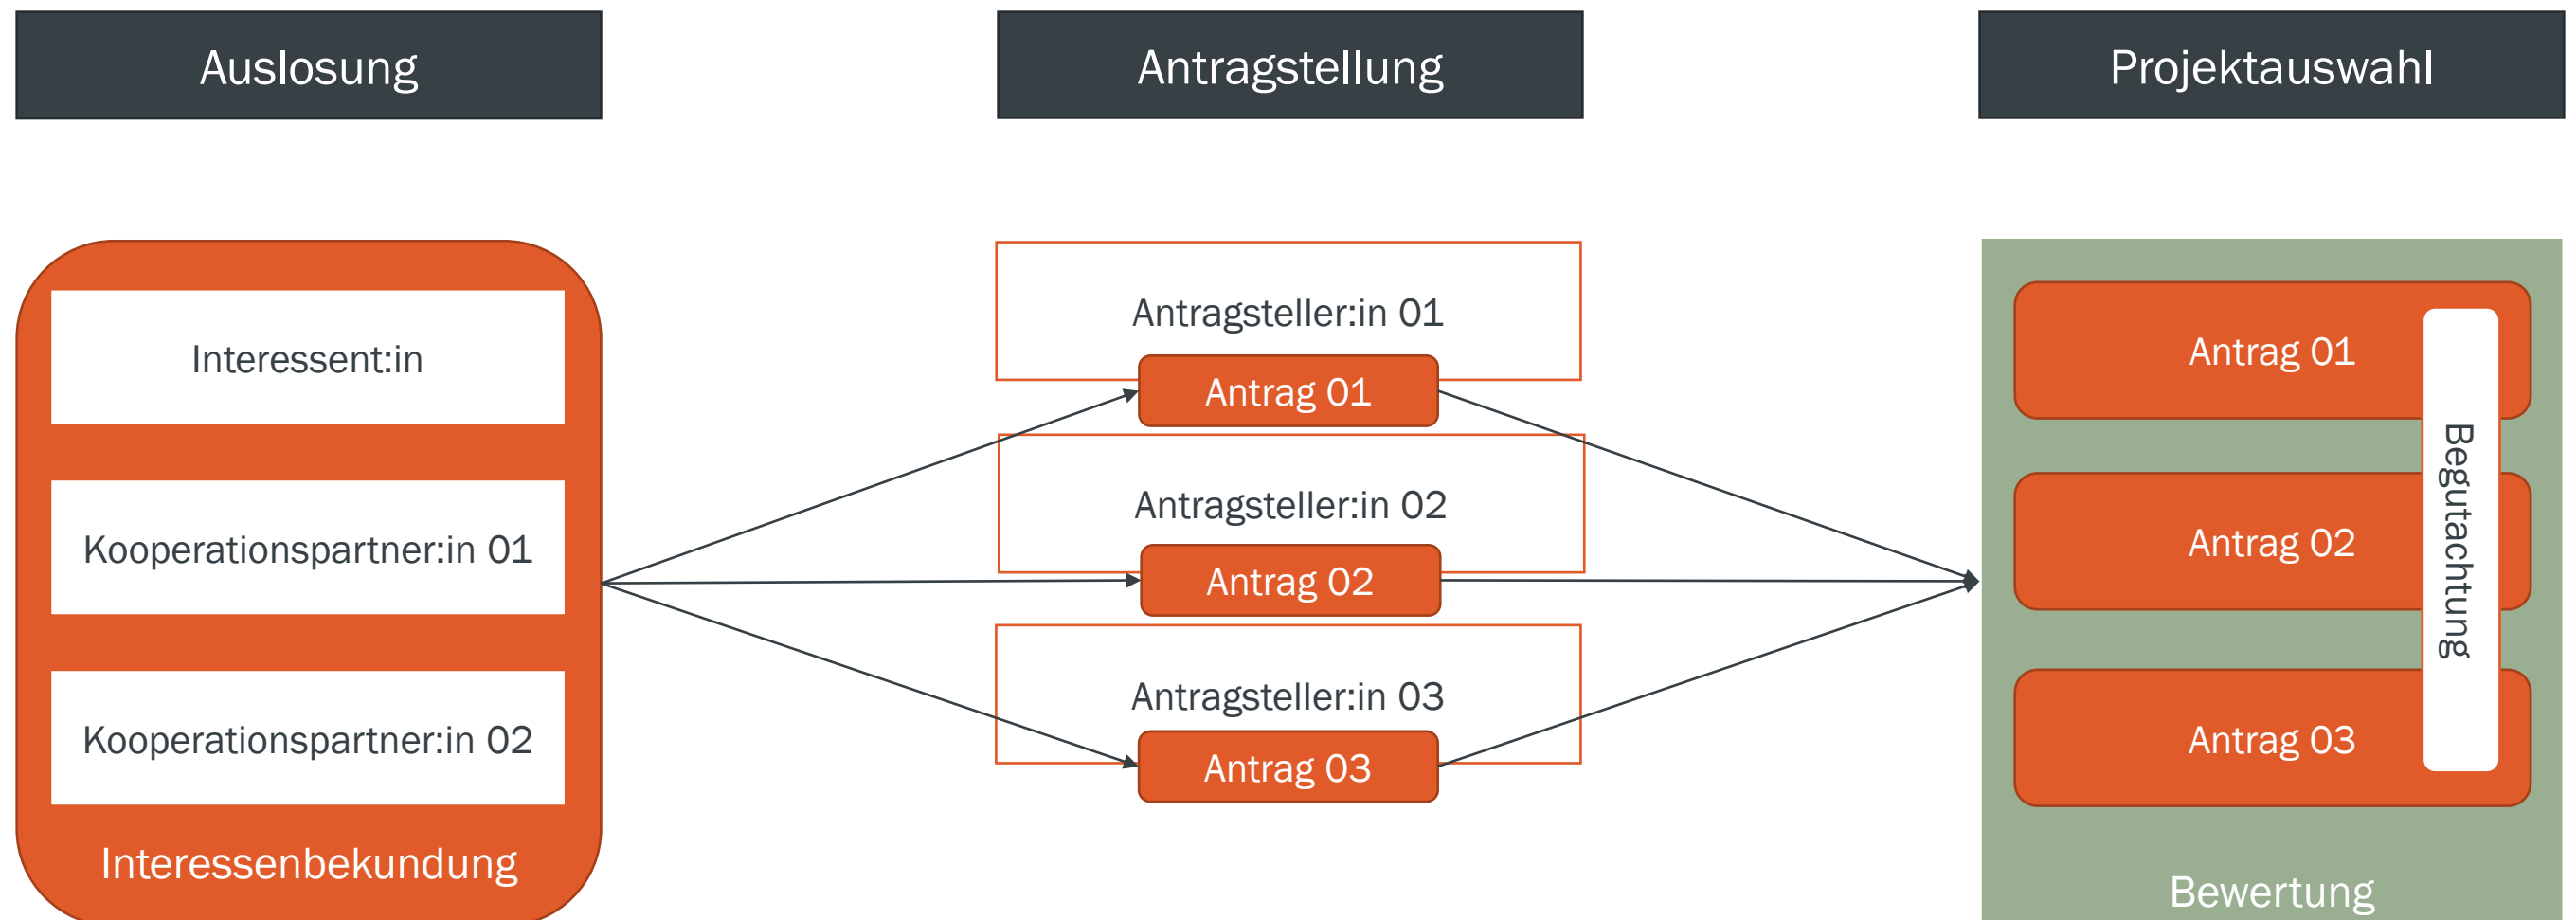 Auslosung
Antragstellung
Projektauswahl
Interessent:in
Kooperationspartner:in 01
Kooperationspartner:in 02
Interessenbekundung
Antragsteller:in 01
Antrag 01
Antragsteller:in 02
Antrag 02
Antragsteller:in 03
Antrag 03
Antrag 01
Antrag 02
Antrag 03
Begutachtung
Bewertung